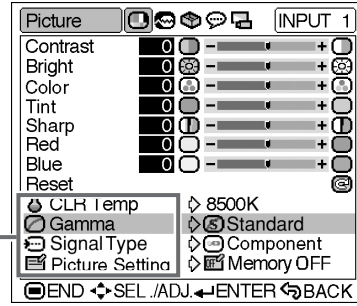 Picture INPUT 1
Contrast 0 - +
Bright 0 - +
Color 0 - +
Tint 0 - +
Sharp 0 - +
Red 0 - +
Blue 0 - +
Reset
CLR Temp 8500K
Gamma S Standard
Signal Type Component
Picture Setting Memory OFF
END SEL./ADJ. ENTER BACK